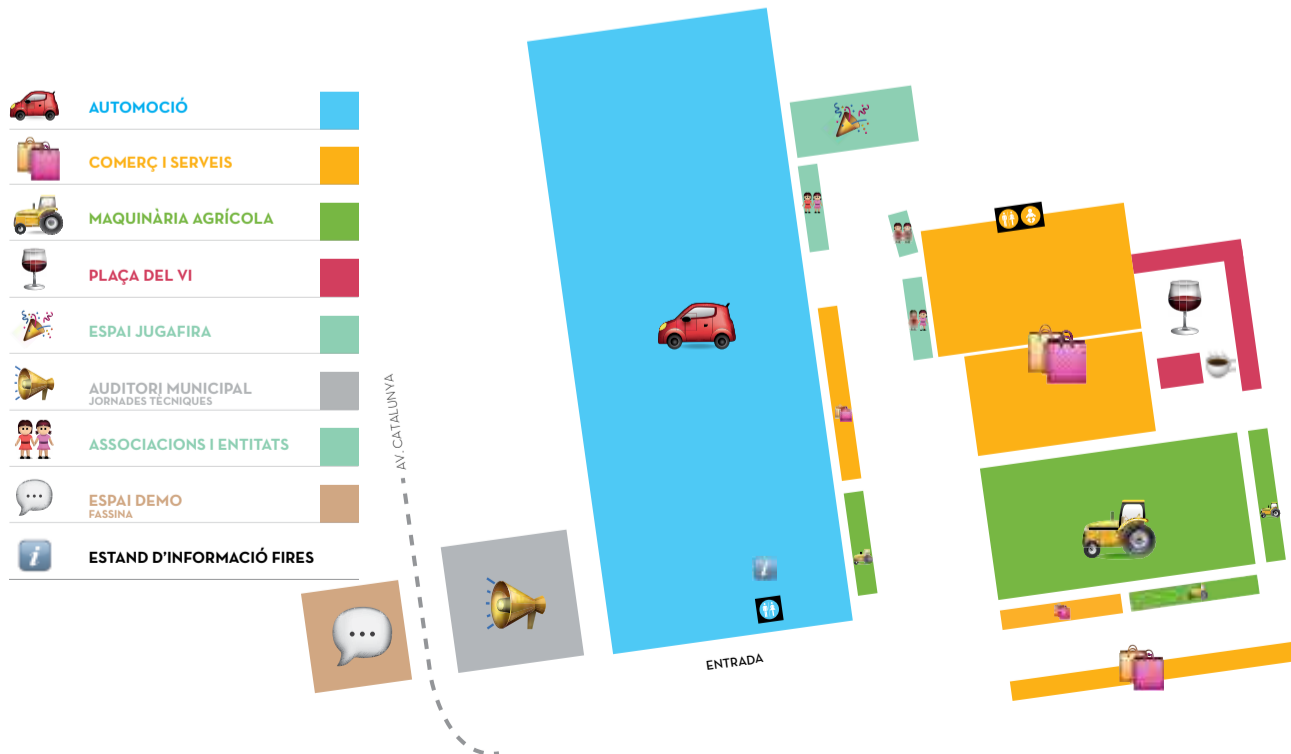 AUTOMOCIÓ
COMERÇ I SERVEIS
MAQUINÀRIA AGRÍCOLA
PLAÇA DEL VI
ESPAI JUGAFIRA
AUDITORI MUNICIPAL
JORNADES TÈCNIQUES
ASSOCIACIONS I ENTITATS
ESPAI DEMO
FASSINA
ESTAND D'INFORMACIÓ FIRES
AV. CATALUNYA
ENTRADA